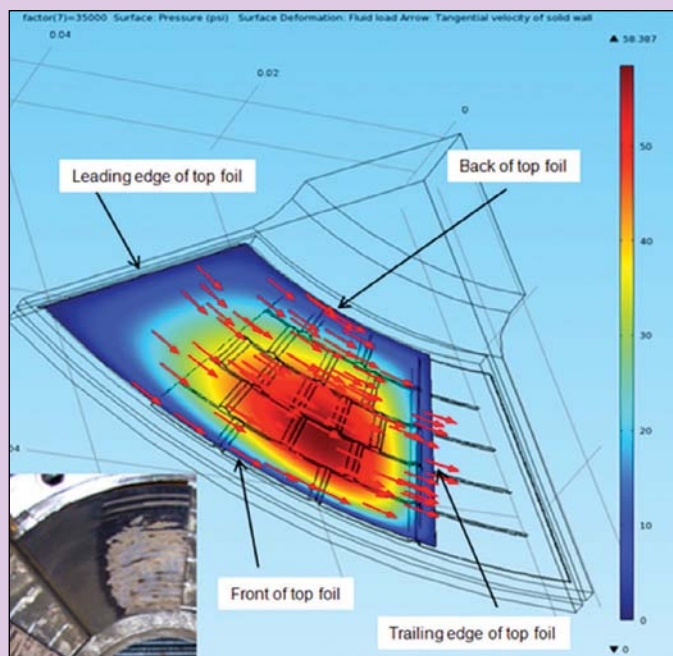 factor(7)=35000 Surface: Pressure (psi) Surface Deformation: Fluid load Arrow: Tangential velocity of solid wall
0.04
0.02
0
▲ 58.387
50
40
30
20
10
0
▼ 0
Leading edge of top foil
Back of top foil
04
Front of top foil
Trailing edge of top foil